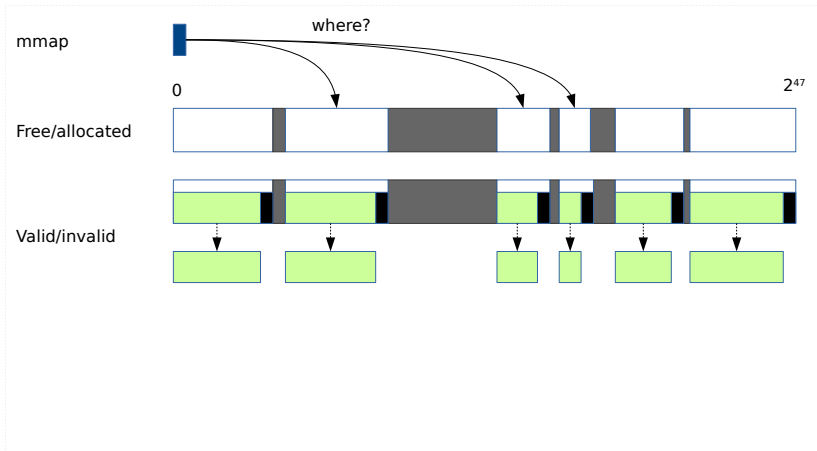 where?
mmap
0
2⁴⁷
Free/allocated
Valid/invalid